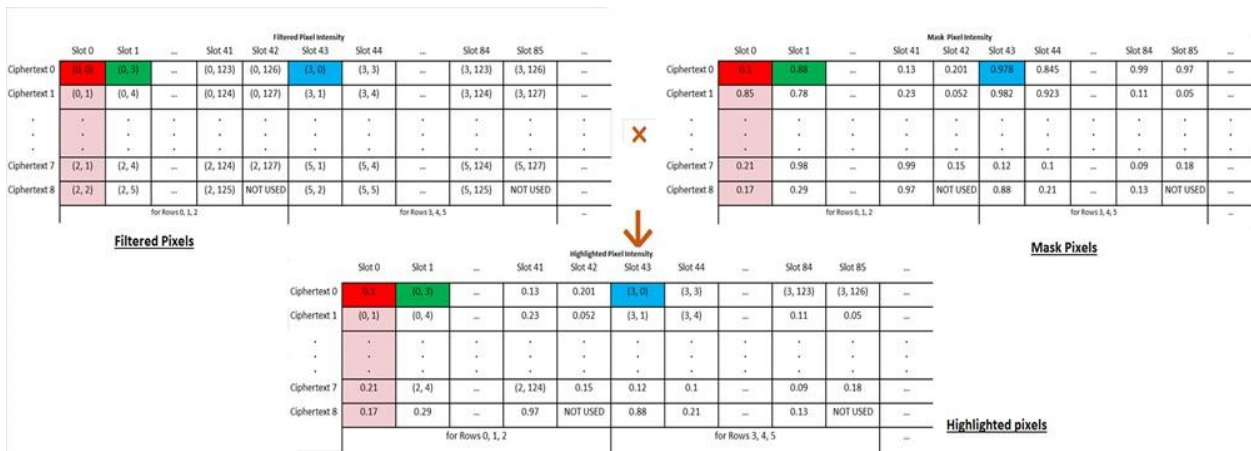 Filtered Pixel Intensity
Slot 0 Slot 1 ... Slot 41 Slot 42 Slot 43 Slot 44 ... Slot 84 Slot 85 ...
Ciphertext 0 (0, 0) (0, 3) ... (0, 123) (0, 126) (3, 0) (3, 3) ... (3, 123) (3, 126) ...
Ciphertext 1 (0, 1) (0, 4) ... (0, 124) (0, 127) (3, 1) (3, 4) ... (3, 124) (3, 127) ...
. . . . . . . . . . . .
. . . . . . . . . . . .
. . . . . . . . . . . .
Ciphertext 7 (2, 1) (2, 4) ... (2, 124) (2, 127) (5, 1) (5, 4) ... (5, 124) (5, 127) ...
Ciphertext 8 (2, 2) (2, 5) ... (2, 125) NOT USED (5, 2) (5, 5) ... (5, 125) NOT USED ...
for Rows 0, 1, 2 for Rows 3, 4, 5 ...
Filtered Pixels
×
Mask Pixel Intensity
Slot 0 Slot 1 ... Slot 41 Slot 42 Slot 43 Slot 44 ... Slot 84 Slot 85 ...
Ciphertext 0 0.1 0.88 ... 0.13 0.201 0.978 0.845 ... 0.99 0.97 ...
Ciphertext 1 0.85 0.78 ... 0.23 0.052 0.982 0.923 ... 0.11 0.05 ...
. . . . . . . . . . . .
. . . . . . . . . . . .
. . . . . . . . . . . .
Ciphertext 7 0.21 0.98 ... 0.99 0.15 0.12 0.1 ... 0.09 0.18 ...
Ciphertext 8 0.17 0.29 ... 0.97 NOT USED 0.88 0.21 ... 0.13 NOT USED ...
for Rows 0, 1, 2 for Rows 3, 4, 5 ...
Mask Pixels
Highlighted Pixel Intensity
Slot 0 Slot 1 ... Slot 41 Slot 42 Slot 43 Slot 44 ... Slot 84 Slot 85 ...
Ciphertext 0 0.1 (0, 3) ... 0.13 0.201 (3, 0) (3, 3) ... (3, 123) (3, 126) ...
Ciphertext 1 (0, 1) (0, 4) ... 0.23 0.052 (3, 1) (3, 4) ... 0.11 0.05 ...
. . . . . . . . . . .
. . . . . . . . . . .
. . . . . . . . . . .
Ciphertext 7 0.21 (2, 4) ... (2, 124) 0.15 0.12 0.1 ... 0.09 0.18 ...
Ciphertext 8 0.17 0.29 ... 0.97 NOT USED 0.88 0.21 ... 0.13 NOT USED ...
for Rows 0, 1, 2 for Rows 3, 4, 5 ...
Highlighted pixels